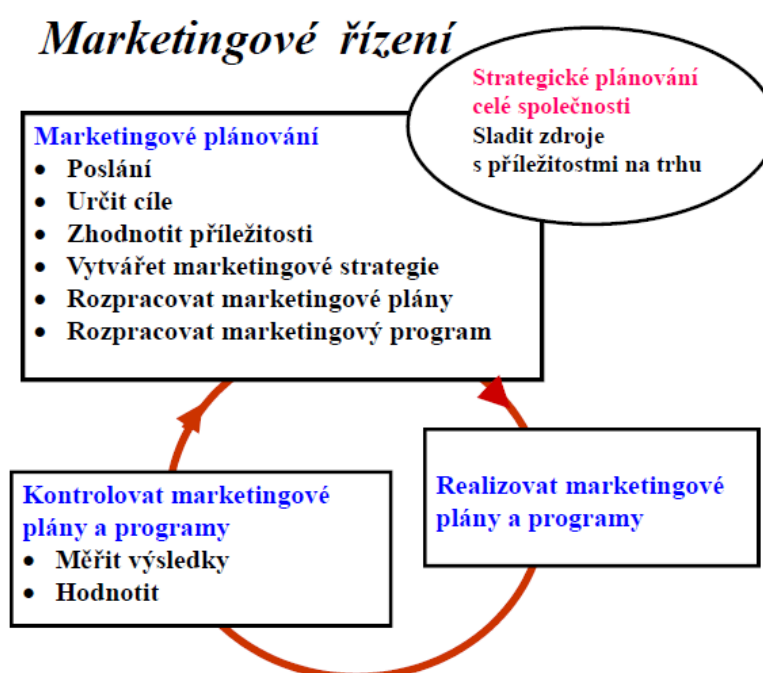 Marketingové řízení
Strategické plánování
celé společnosti
Sladit zdroje
s příležitostmi na trhu
Marketingové plánování
• Poslání
• Určit cíle
• Zhodnotit příležitosti
• Vytvářet marketingové strategie
• Rozpracovat marketingové plány
• Rozpracovat marketingový program
Realizovat marketingové
plány a programy
Kontrolovat marketingové
plány a programy
• Měřit výsledky
• Hodnotit